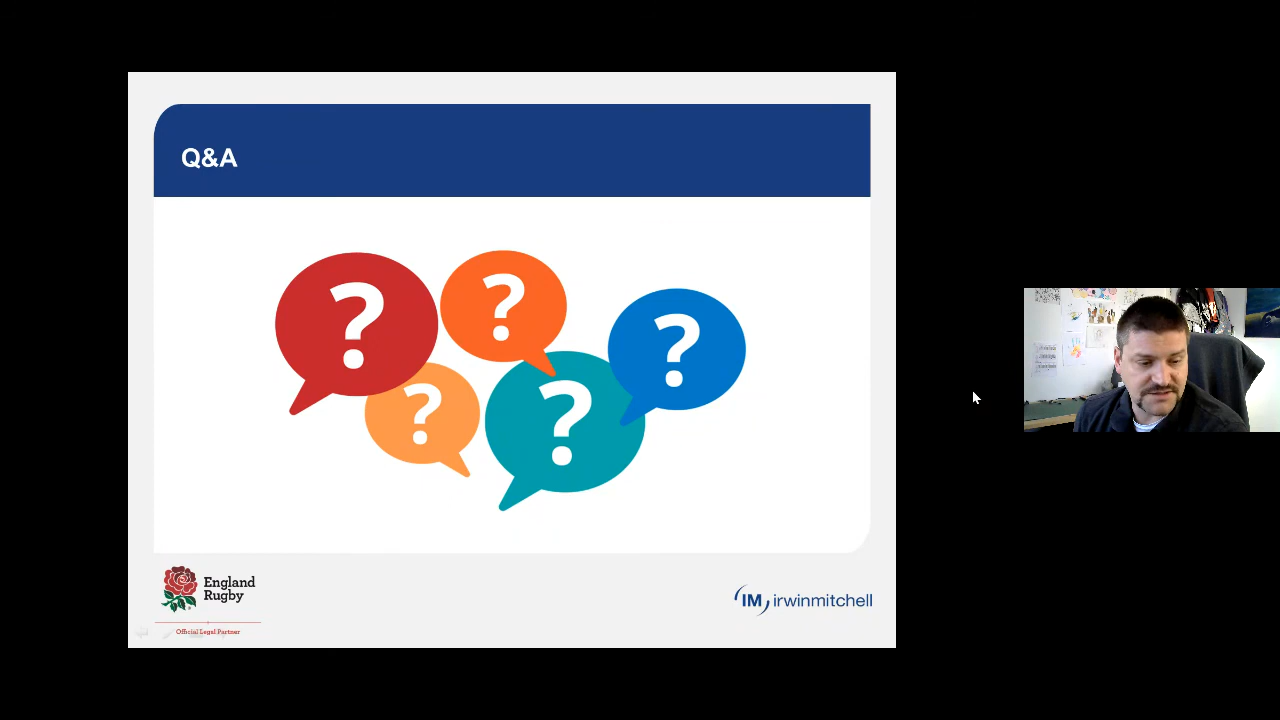 Q&A
?
?
?
?
?
England
Rugby
Official Legal Partner
IM irwinmitchell